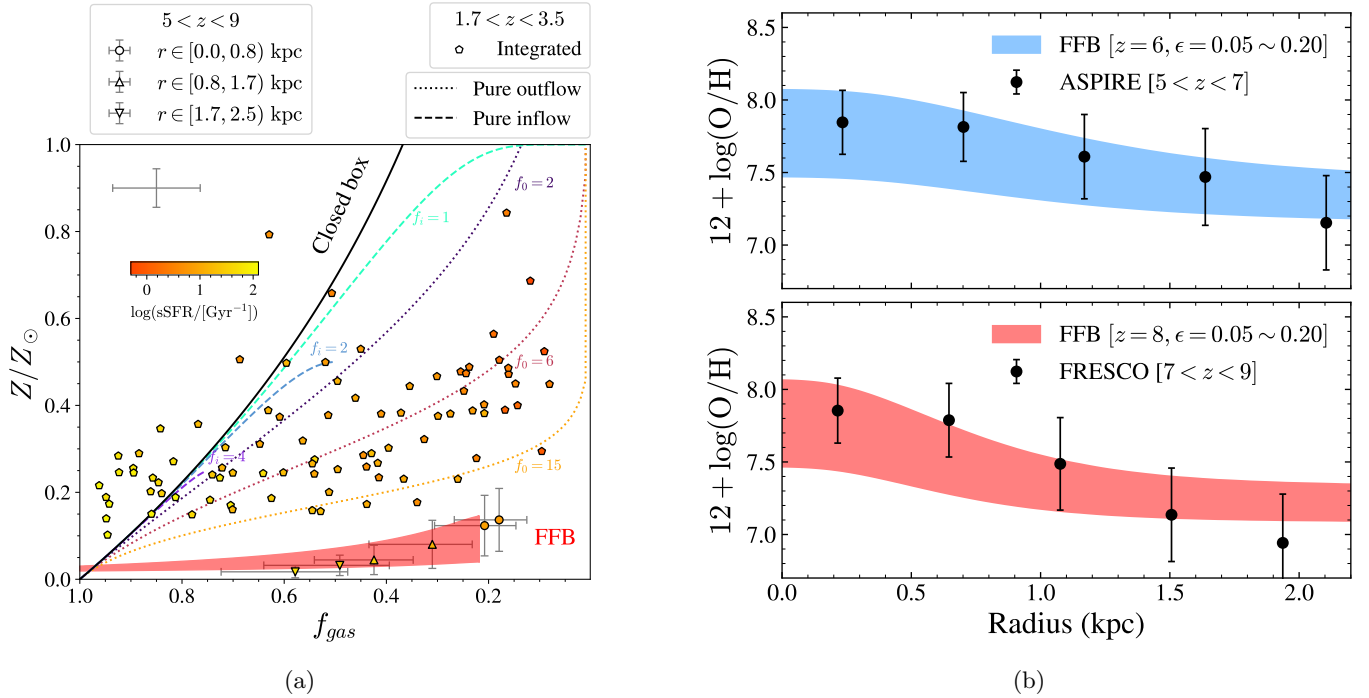 5 < z < 9
r ∈ [0.0, 0.8) kpc
r ∈ [0.8, 1.7) kpc
r ∈ [1.7, 2.5) kpc
1.7 < z < 3.5
Integrated
Pure outflow
Pure inflow
1.0
0.8
0.6
0.4
0.2
0.0
Z/Z⊙
Closed box
f_i = 1
f_0 = 2
f_i = 2
f_0 = 6
f_i = 4
f_0 = 15
FFB
0 1 2
log(sSFR/[Gyr⁻¹])
1.0 0.8 0.6 0.4 0.2
f_gas
(a)
8.5
8.0
7.5
7.0
12 + log(O/H)
FFB [z = 6, ϵ = 0.05 ∼ 0.20]
ASPIRE [5 < z < 7]
8.5
8.0
7.5
7.0
12 + log(O/H)
FFB [z = 8, ϵ = 0.05 ∼ 0.20]
FRESCO [7 < z < 9]
0.0 0.5 1.0 1.5 2.0
Radius (kpc)
(b)